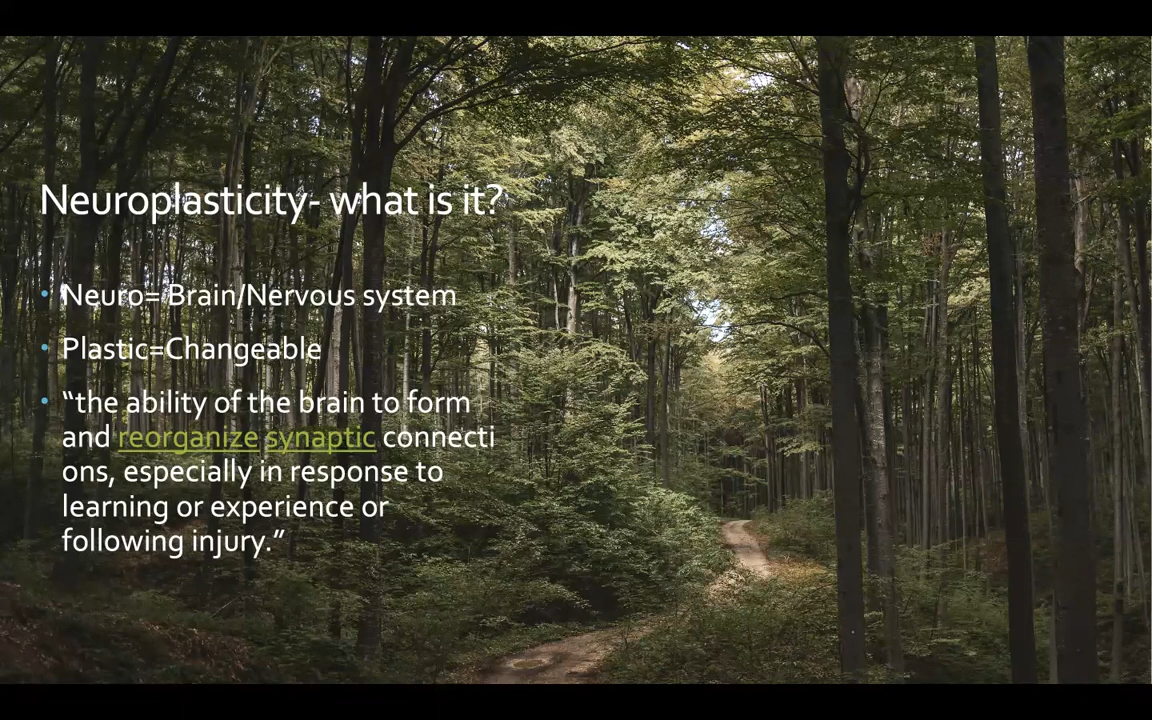 Neuroplasticity- what is it?
• Neuro= Brain/Nervous system
• Plastic=Changeable
• “the ability of the brain to form
and reorganize synaptic connecti
ons, especially in response to
learning or experience or
following injury.”